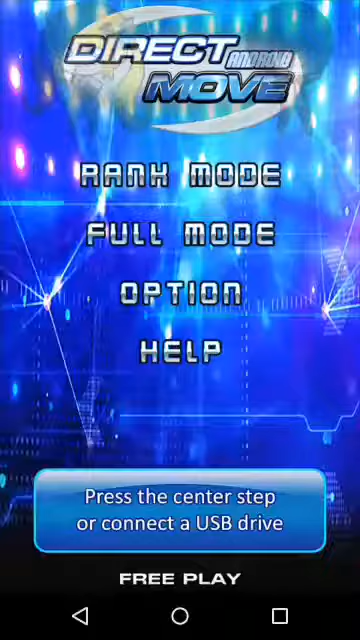 DIRECT
ANDROID
MOVE
RANK MODE
FULL MODE
OPTION
HELP
Press the center step
or connect a USB drive
FREE PLAY